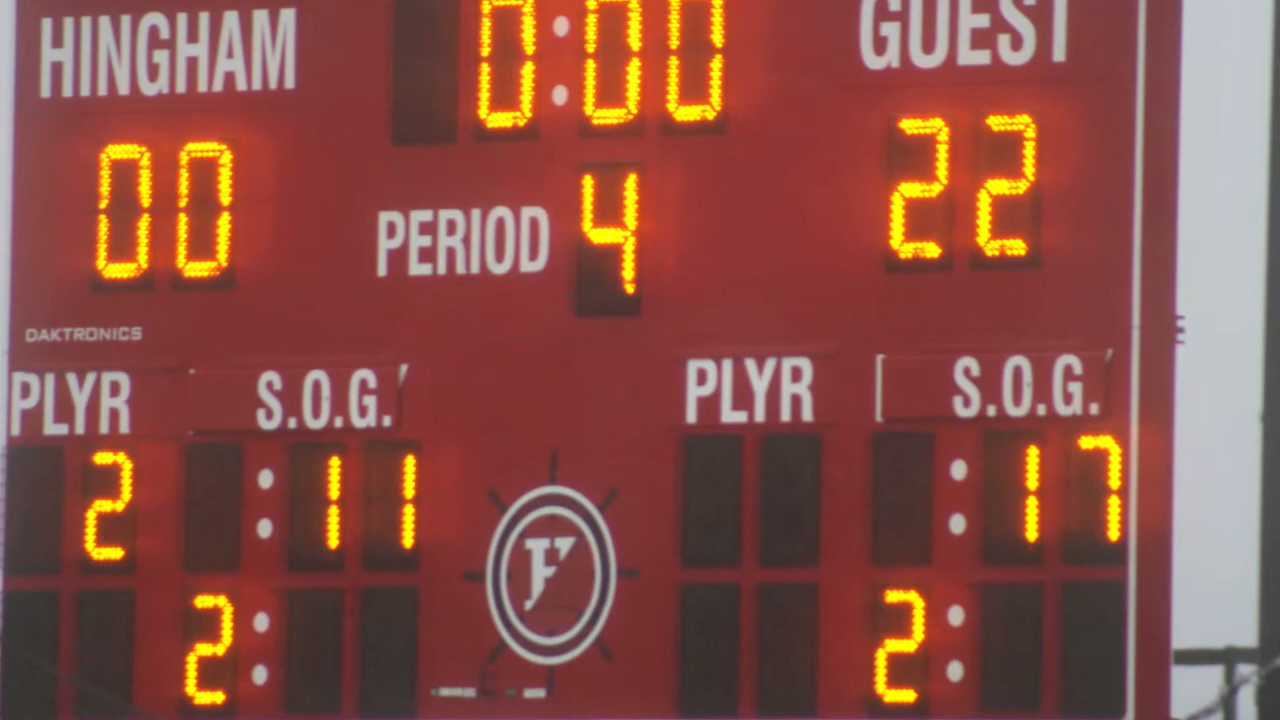 HINGHAM 0:00 GUEST
00 PERIOD 4 22
DAKTRONICS
PLYR S.O.G. PLYR S.O.G.
2 : 11 : 17
2 : 2 :
F